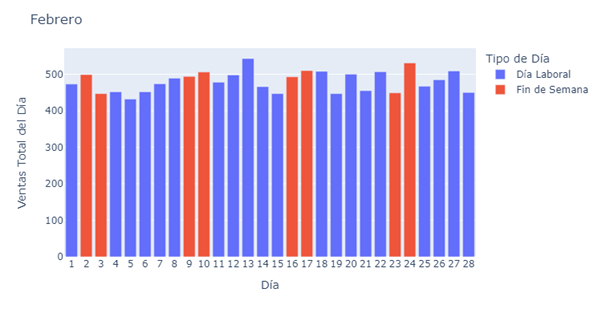 Febrero
Tipo de Día
Día Laboral
Fin de Semana
Ventas Total del Día
500
400
300
200
100
0
1 2 3 4 5 6 7 8 9 10 11 12 13 14 15 16 17 18 19 20 21 22 23 24 25 26 27 28
Día